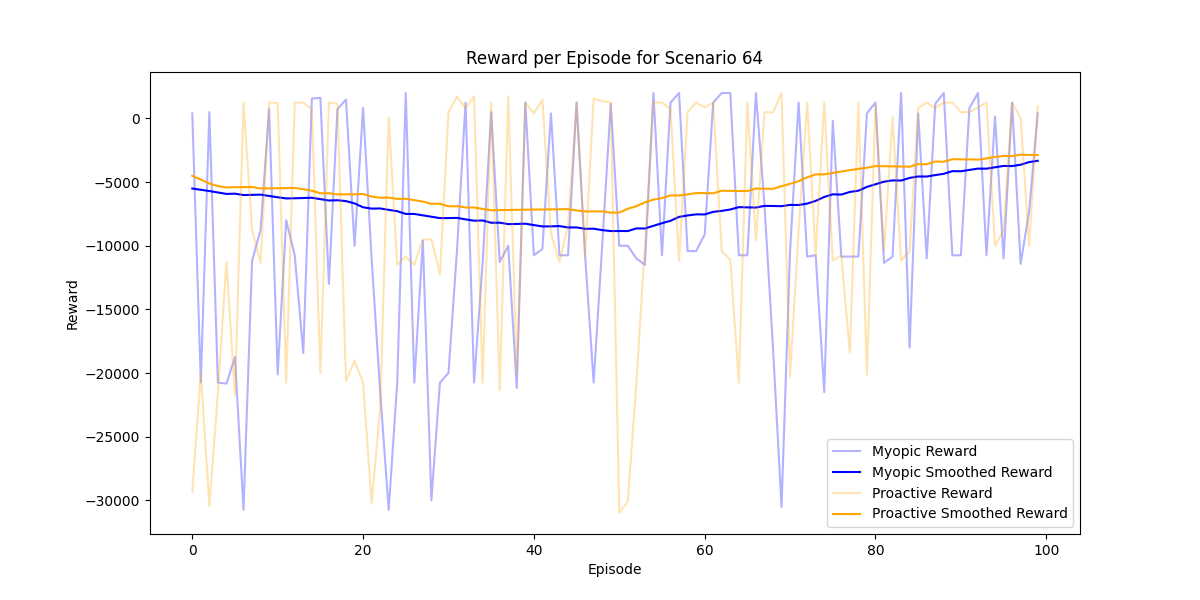 Reward per Episode for Scenario 64
Reward
0
−5000
−10000
−15000
−20000
−25000
−30000
0
20
40
60
80
100
Episode
Myopic Reward
Myopic Smoothed Reward
Proactive Reward
Proactive Smoothed Reward